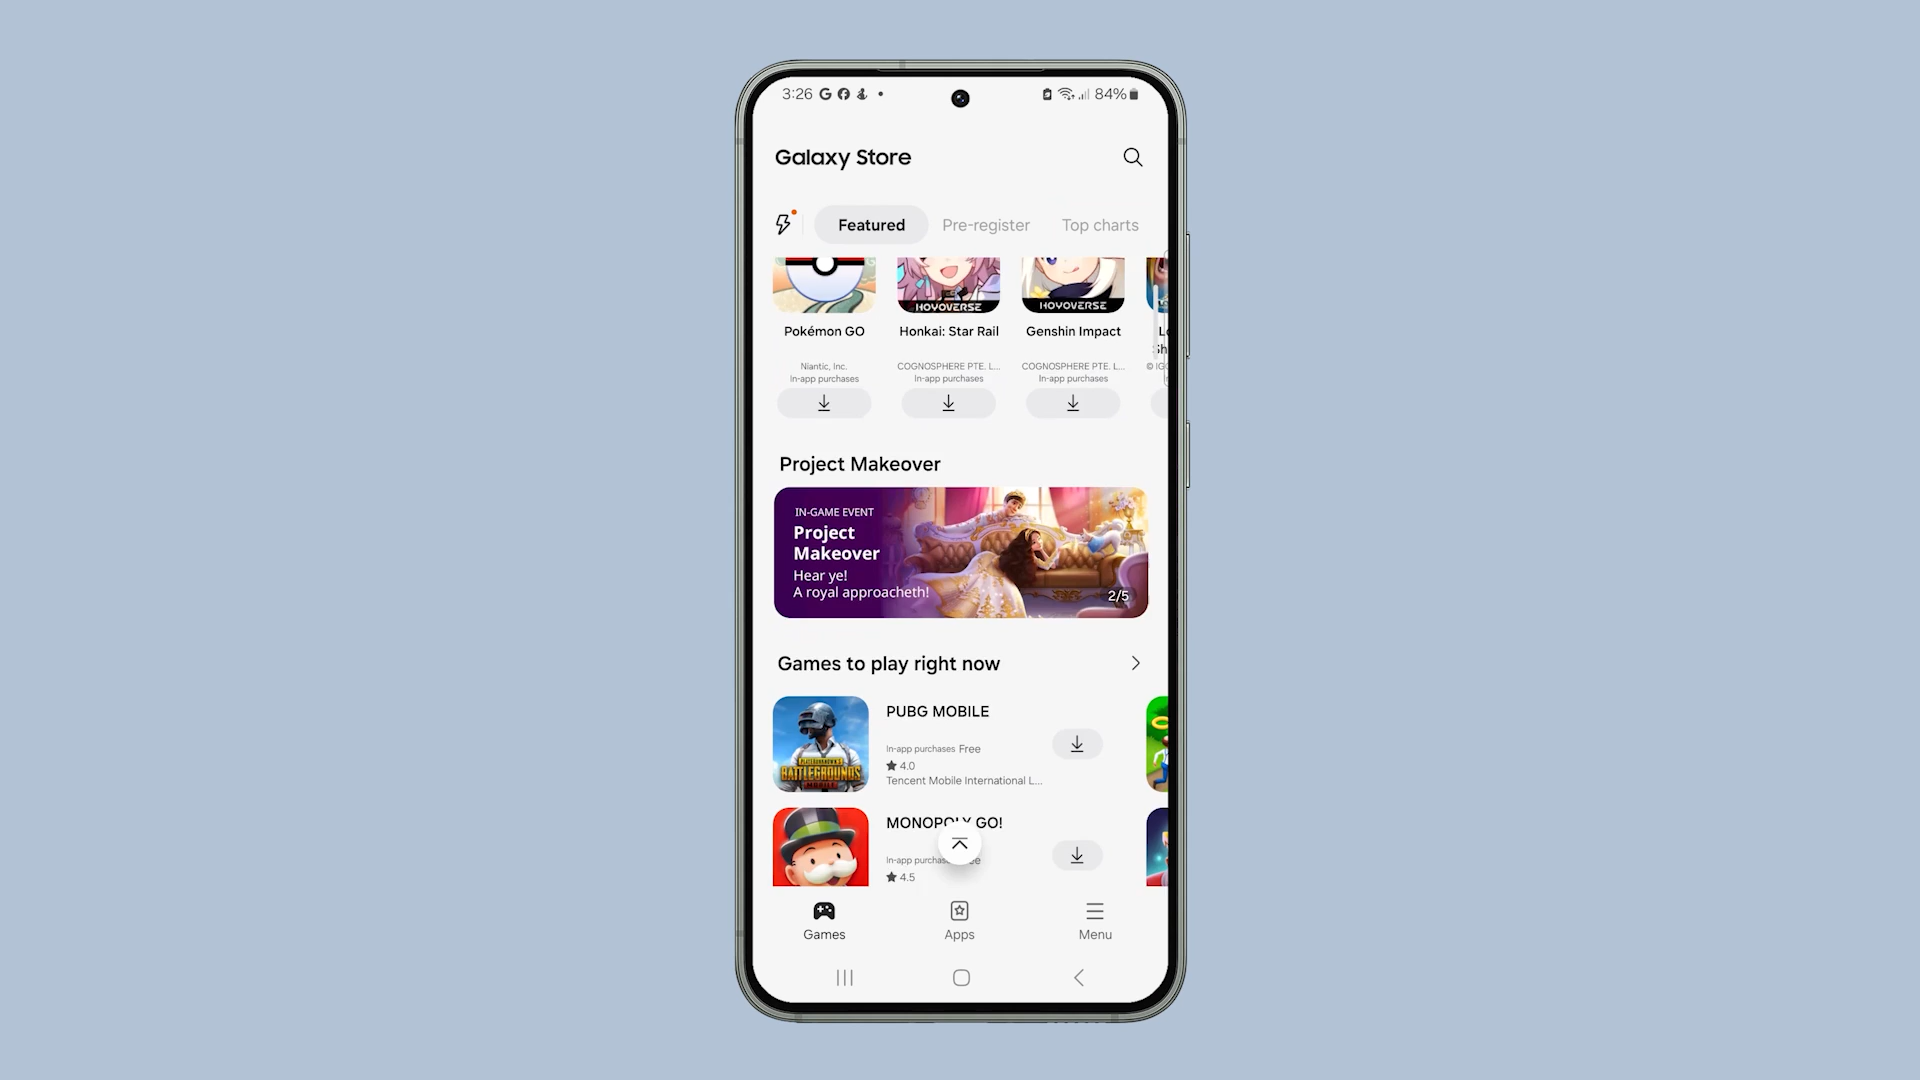 3:26
84%
Galaxy Store
Featured
Pre-register
Top charts
HOYOVERSE
HOYOVERSE
Pokémon GO
Honkai: Star Rail
Genshin Impact
Niantic, Inc.
In-app purchases
COGNOSPHERE PTE. L...
In-app purchases
COGNOSPHERE PTE. L...
In-app purchases
Project Makeover
IN-GAME EVENT
Project
Makeover
Hear ye!
A royal approacheth!
2/5
Games to play right now
PUBG MOBILE
In-app purchases Free
4.0
Tencent Mobile International L...
PLAYERUNKNOWN'S
BATTLEGROUNDS
MOBILE
MONOPOLY GO!
In-app
4.5
Games
Apps
Menu